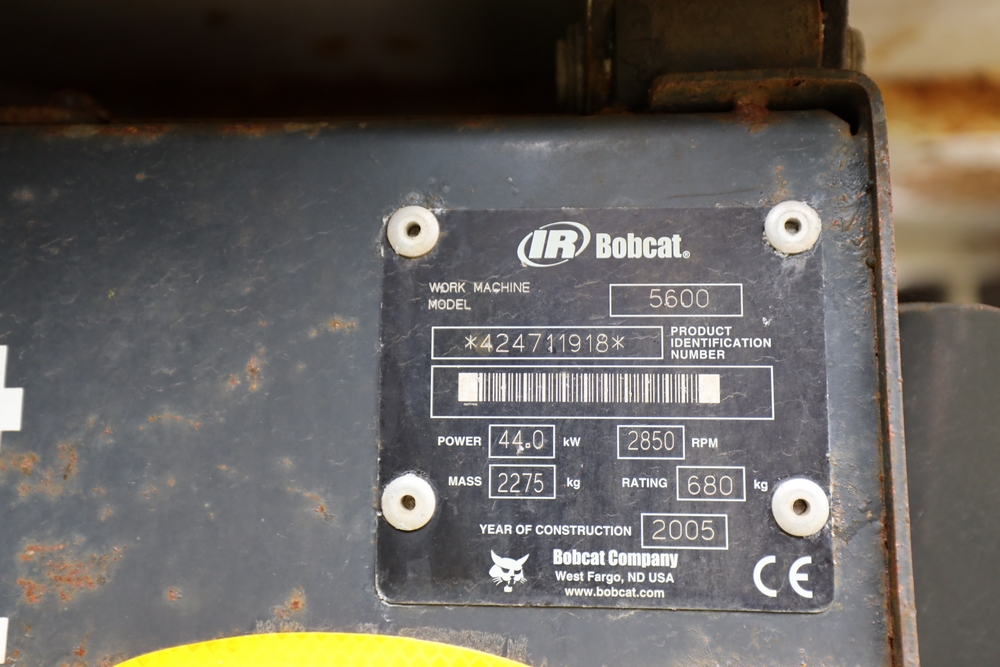 IR Bobcat®
WORK MACHINE
MODEL
5600
*424711918*
PRODUCT
IDENTIFICATION
NUMBER
POWER 44.0 kW 2850 RPM
MASS 2275 kg RATING 680 kg
YEAR OF CONSTRUCTION 2005
Bobcat Company
West Fargo, ND USA
www.bobcat.com
CE